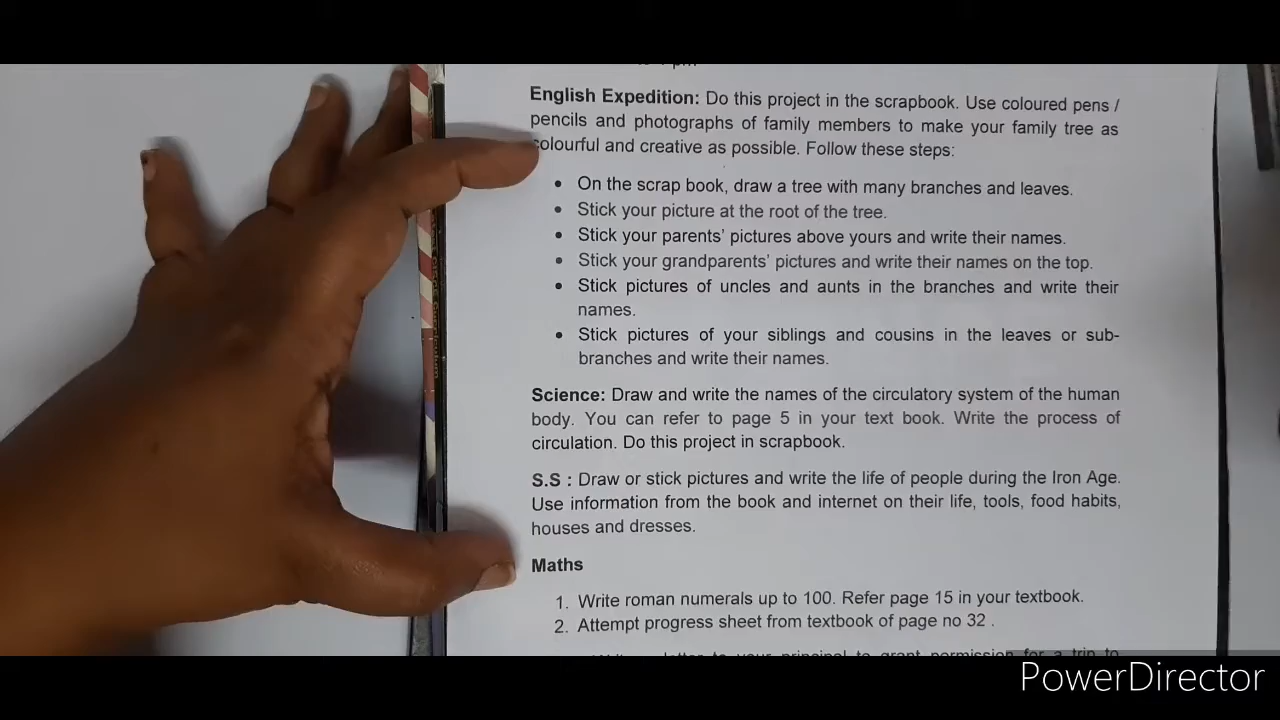 English Expedition: Do this project in the scrapbook. Use coloured pens /
pencils and photographs of family members to make your family tree as
colourful and creative as possible. Follow these steps:
• On the scrap book, draw a tree with many branches and leaves.
• Stick your picture at the root of the tree.
• Stick your parents' pictures above yours and write their names.
• Stick your grandparents' pictures and write their names on the top.
• Stick pictures of uncles and aunts in the branches and write their
names.
• Stick pictures of your siblings and cousins in the leaves or sub-
branches and write their names.
Science: Draw and write the names of the circulatory system of the human
body. You can refer to page 5 in your text book. Write the process of
circulation. Do this project in scrapbook.
S.S : Draw or stick pictures and write the life of people during the Iron Age.
Use information from the book and internet on their life, tools, food habits,
houses and dresses.
Maths
1. Write roman numerals up to 100. Refer page 15 in your textbook.
2. Attempt progress sheet from textbook of page no 32 .
letter to your principal to grant permission for a trip to
PowerDirector